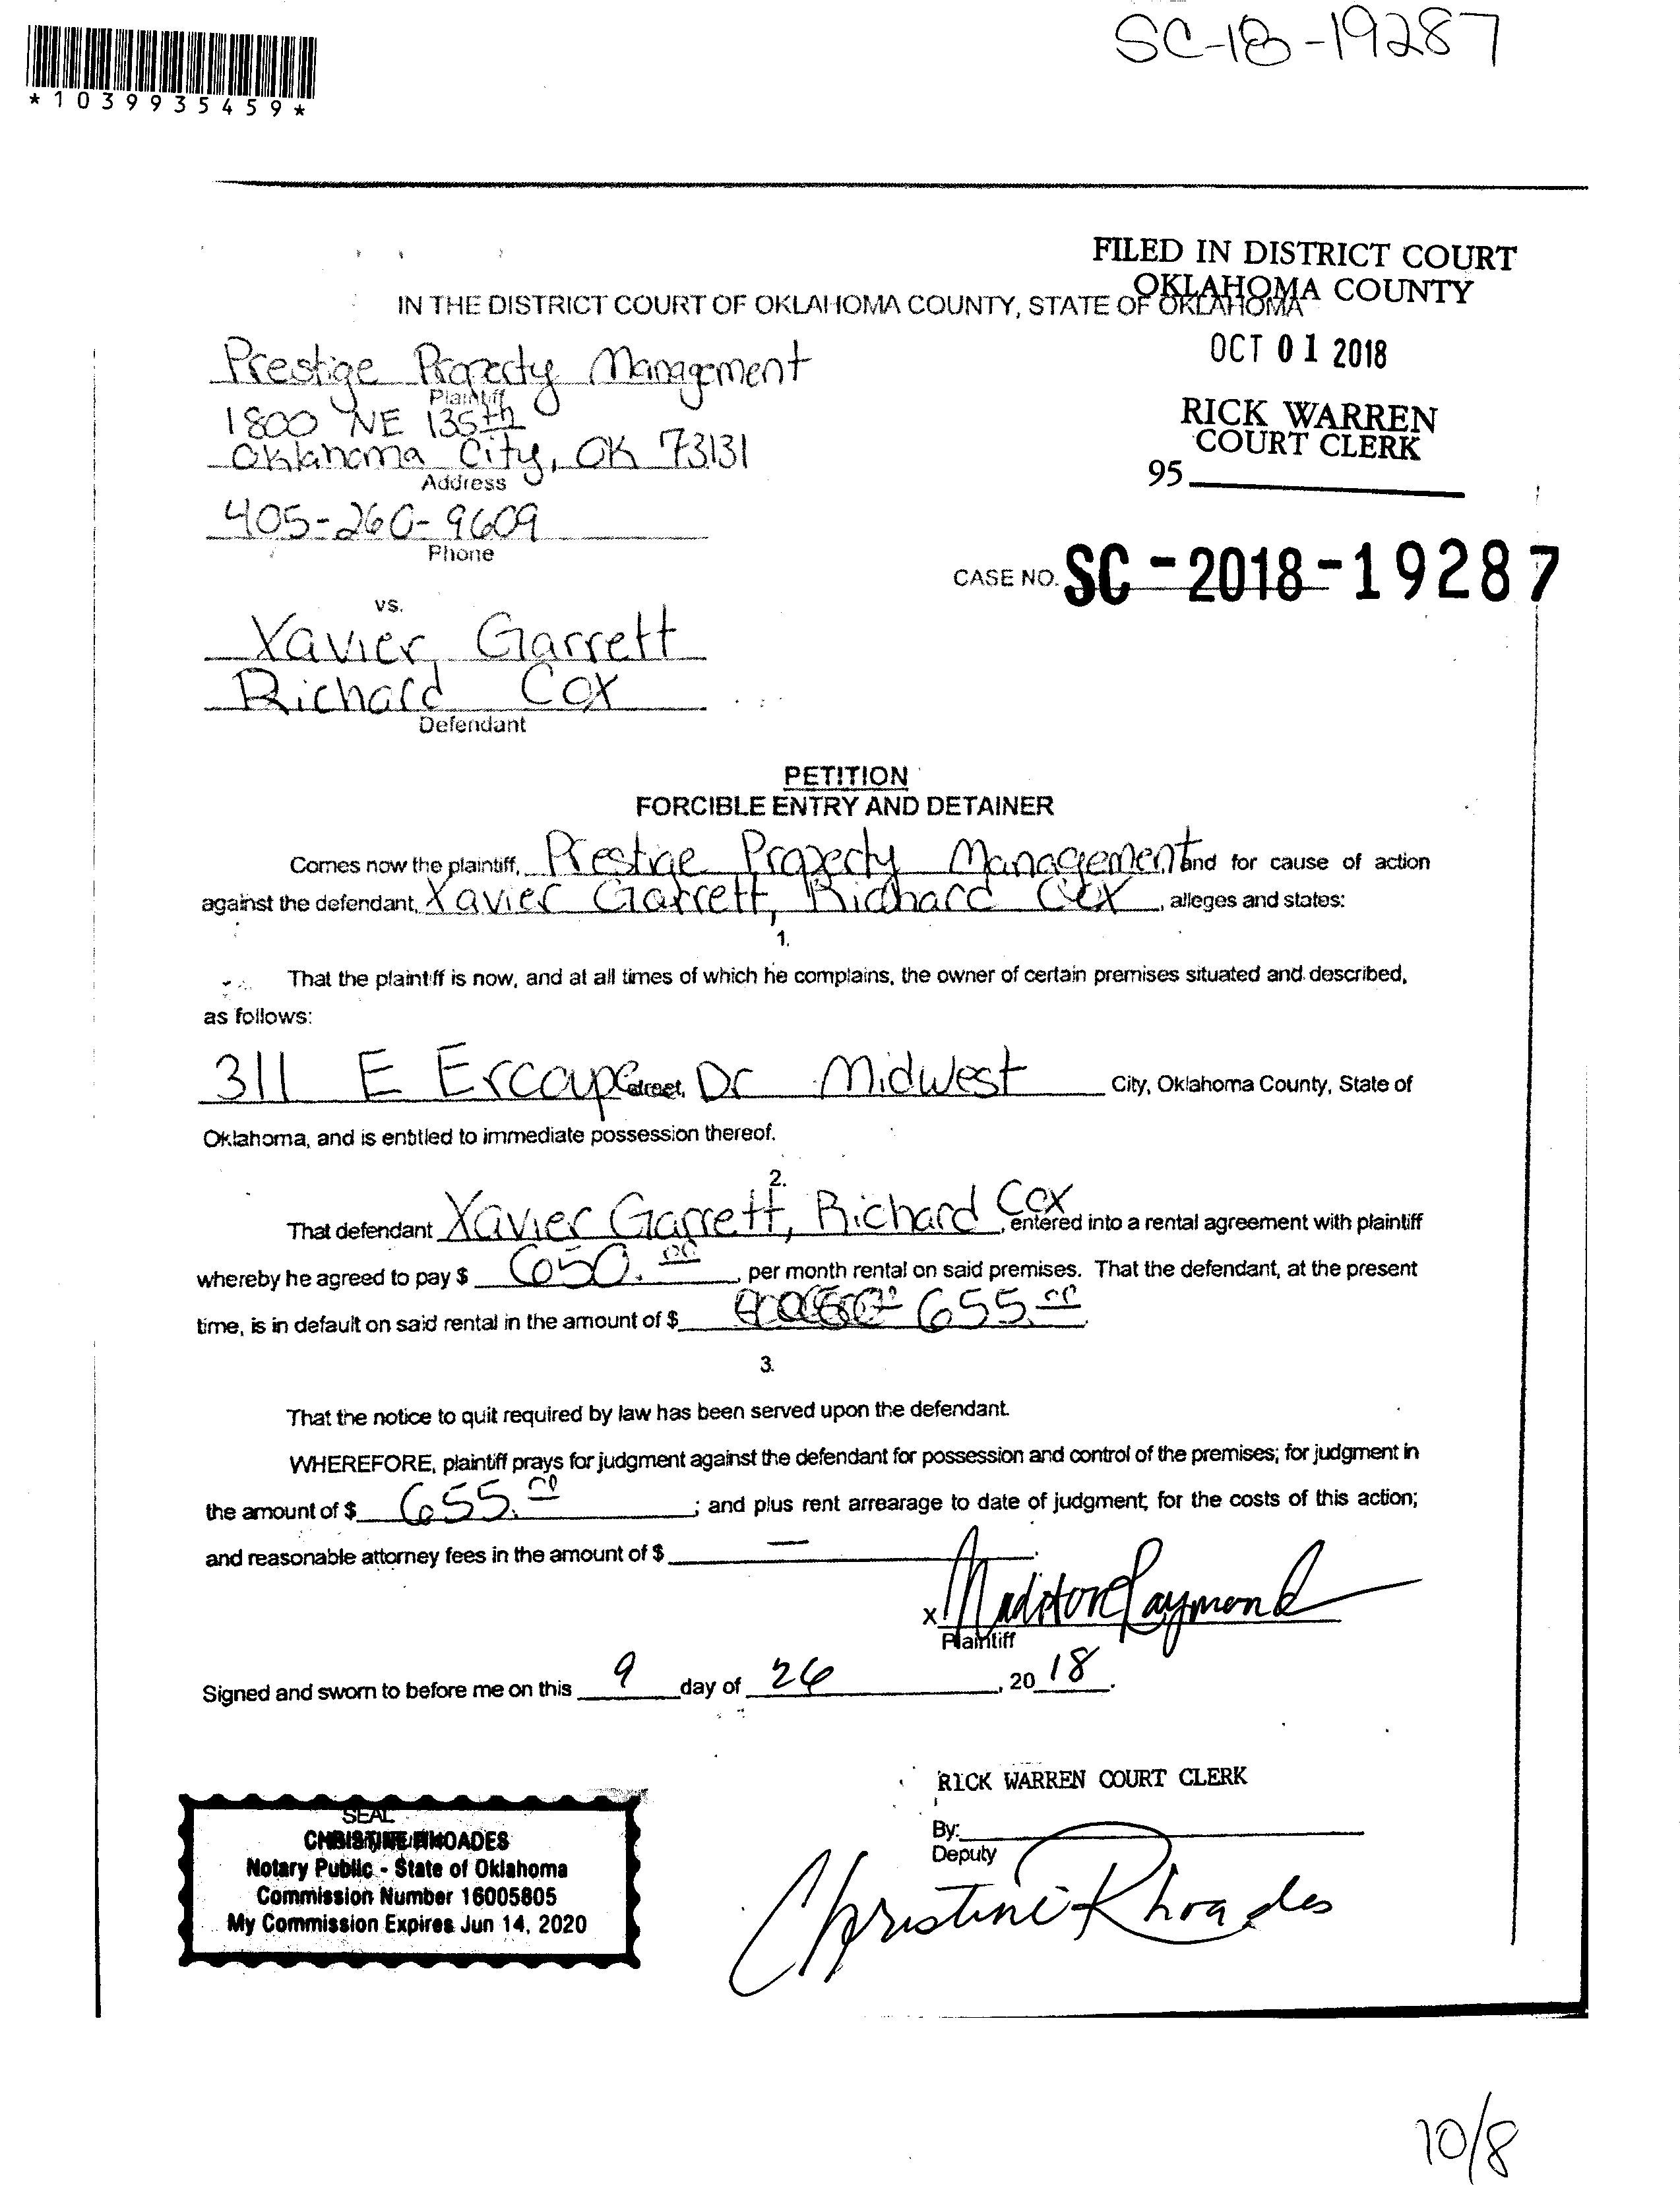 SC-18-19287
*1039935459*
FILED IN DISTRICT COURT
OKLAHOMA COUNTY
IN THE DISTRICT COURT OF OKLAHOMA COUNTY, STATE OF OKLAHOMA
OCT 01 2018
RICK WARREN
COURT CLERK
95
Prestige Property Management
Plaintiff
1800 NE 135th
Oklahoma City, OK 73131
Address
405-260-9609
Phone
CASE NO. SC-2018-19287
vs.
Xavier Garrett
Richard Cox
Defendant
PETITION
FORCIBLE ENTRY AND DETAINER
Comes now the plaintiff, Prestige Property Management and for cause of action
against the defendant, Xavier Garrett, Richard Cox, alleges and states:
1.
That the plaintiff is now, and at all times of which he complains, the owner of certain premises situated and described,
as follows:
311 E Ercoupe street, Dr Midwest City, Oklahoma County, State of
Oklahoma, and is entitled to immediate possession thereof.
2.
That defendant Xavier Garrett, Richard Cox, entered into a rental agreement with plaintiff
whereby he agreed to pay $ 650.00, per month rental on said premises. That the defendant, at the present
time, is in default on said rental in the amount of $ 655.00.
3.
That the notice to quit required by law has been served upon the defendant.
WHEREFORE, plaintiff prays for judgment against the defendant for possession and control of the premises; for judgment in
the amount of $ 655.00; and plus rent arrearage to date of judgment; for the costs of this action;
and reasonable attorney fees in the amount of $ —.
x Raymond
Plaintiff
Signed and sworn to before me on this 9 day of 26, 20 18.
RICK WARREN COURT CLERK
By:
Deputy
Christine Rhoades
SEAL
CHRISTINE RHOADES
Notary Public - State of Oklahoma
Commission Number 16005805
My Commission Expires Jun 14, 2020
10/8